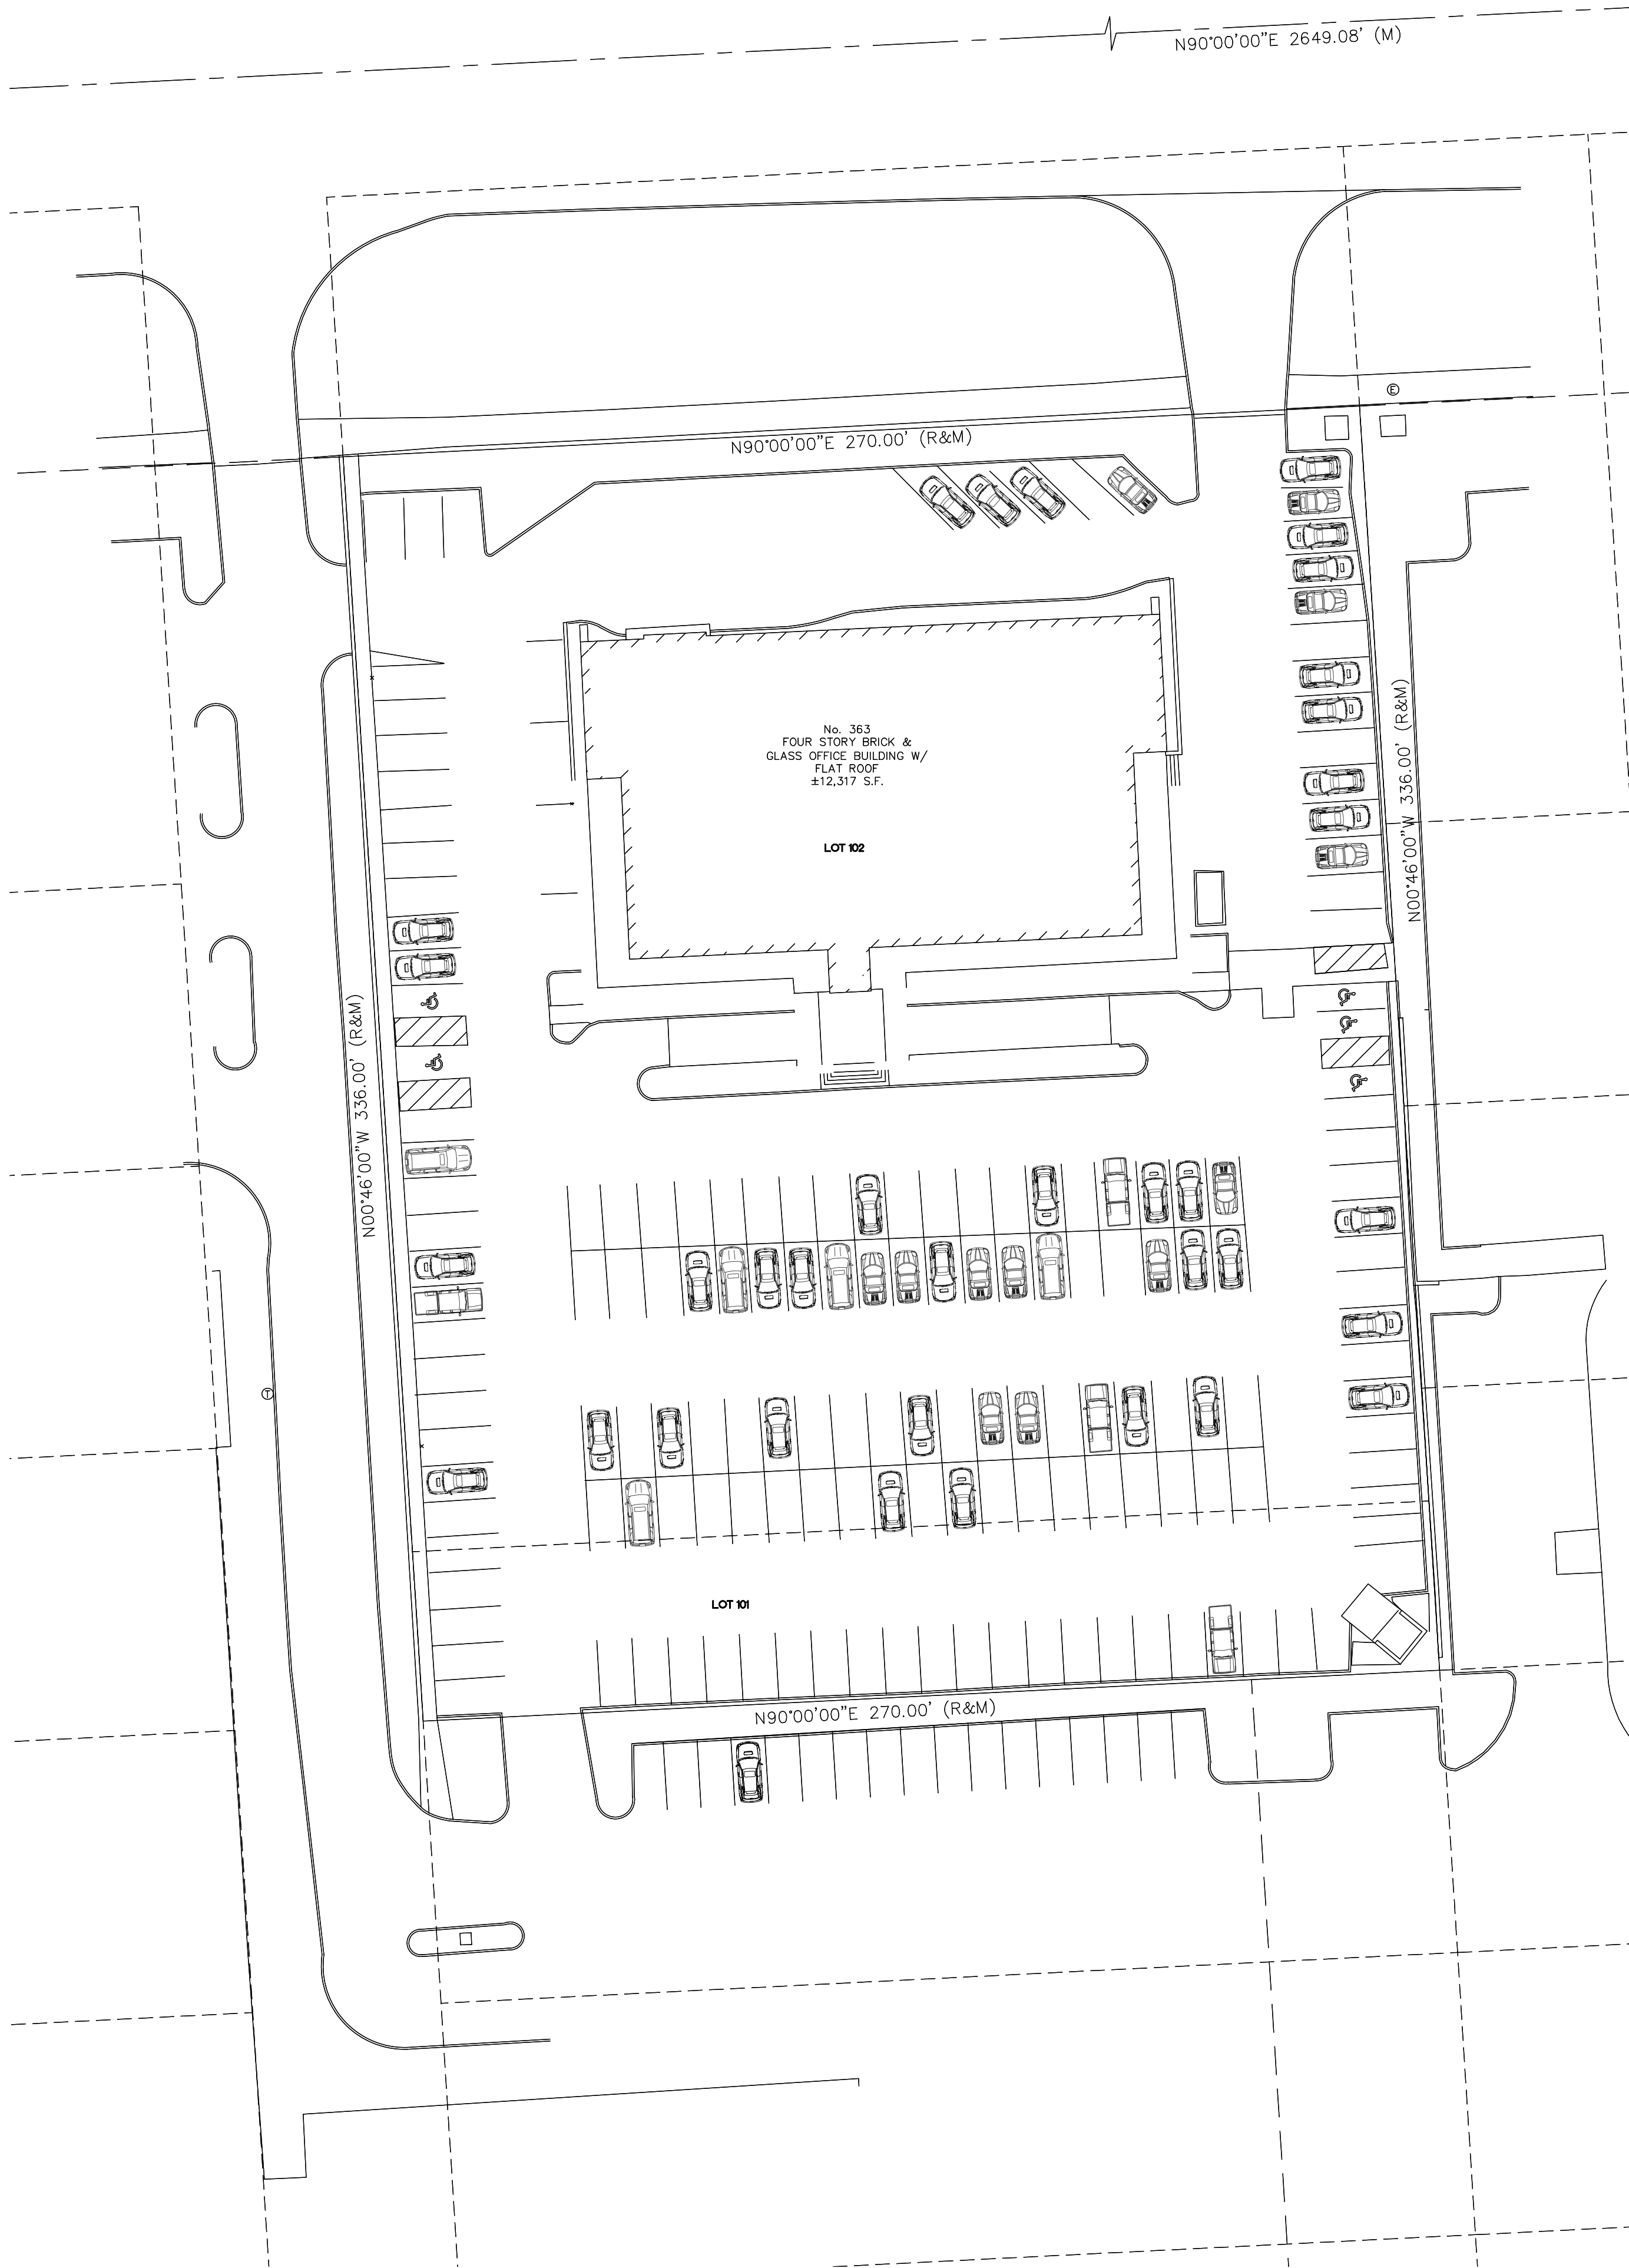 N90°00'00"E 2649.08' (M)
N90°00'00"E 270.00' (R&M)
E
No. 363
FOUR STORY BRICK &
GLASS OFFICE BUILDING W/
FLAT ROOF
±12,317 S.F.
LOT 102
N00°46'00"W 336.00' (R&M)
N00°46'00"W 336.00' (R&M)
T
LOT 101
N90°00'00"E 270.00' (R&M)